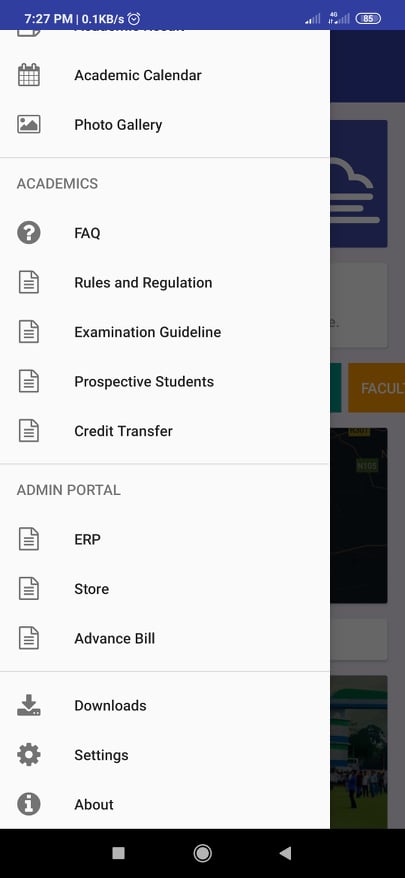 7:27 PM | 0.1KB/s
4G
85
Academic Calendar
Photo Gallery
ACADEMICS
FAQ
Rules and Regulation
Examination Guideline
Prospective Students
Credit Transfer
ADMIN PORTAL
ERP
Store
Advance Bill
Downloads
Settings
About
e.
FACUL
N105